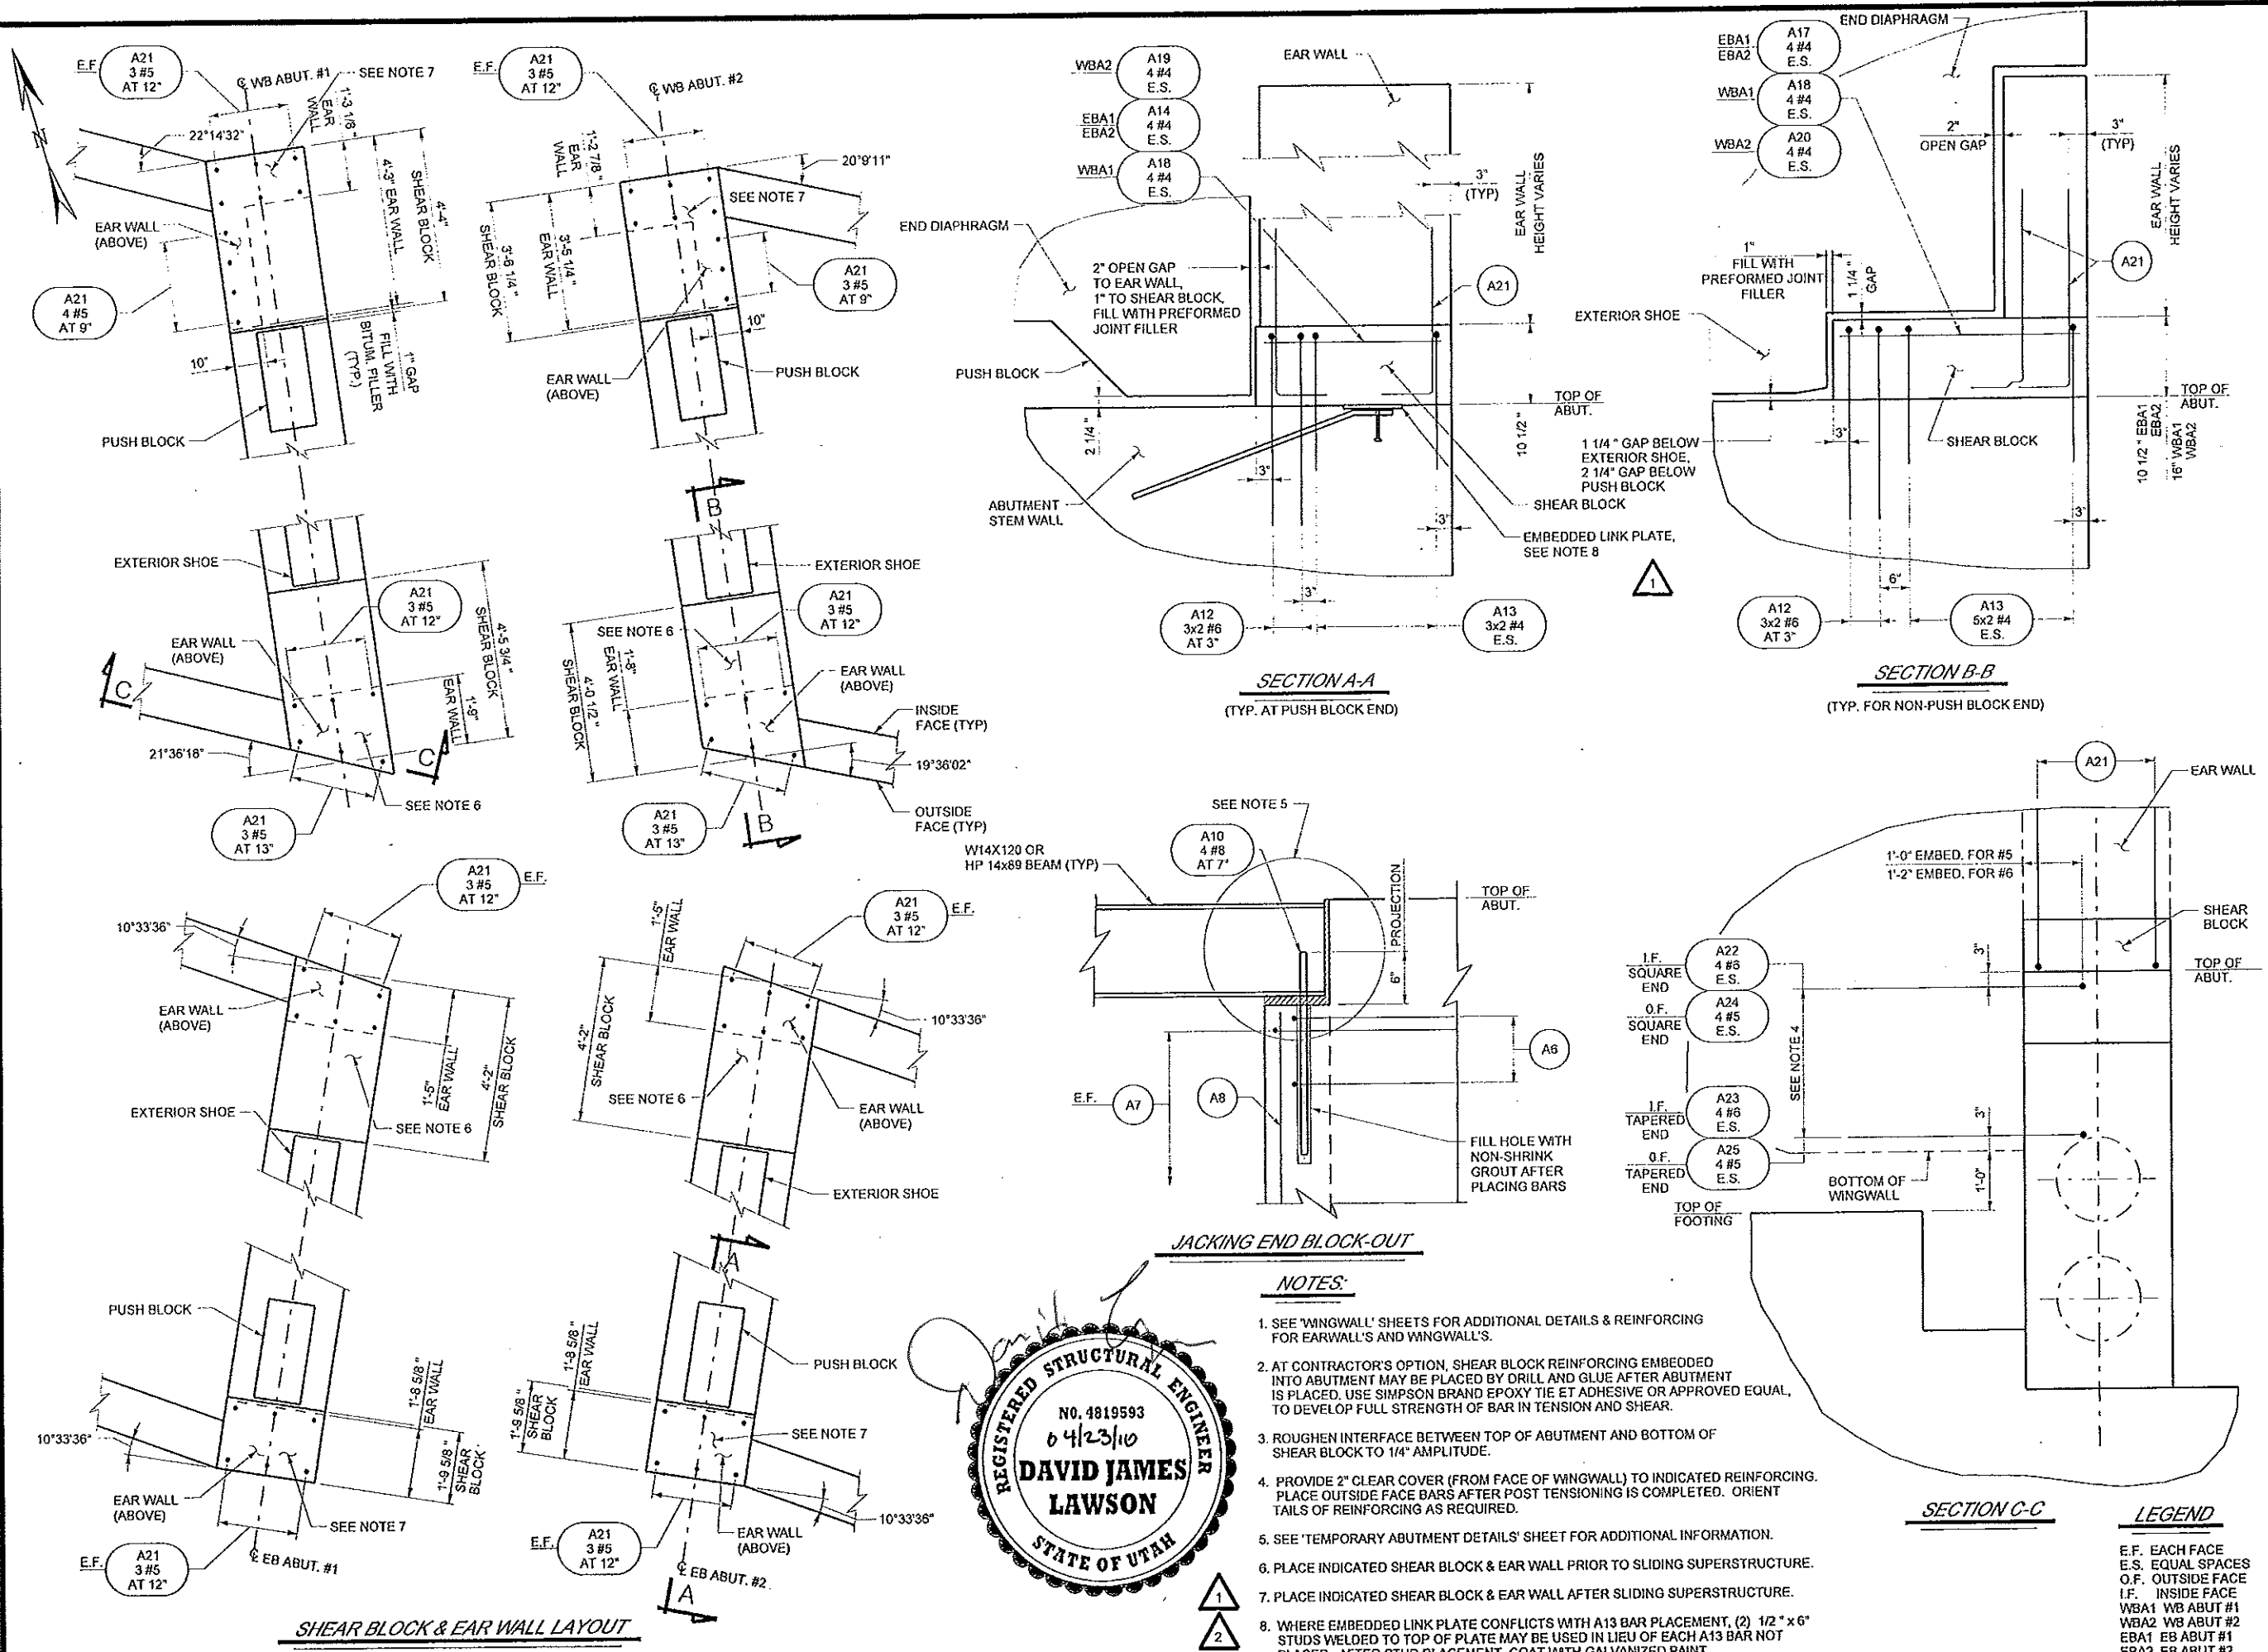 E.F.
A21
3 #5
AT 12"
℄ WB ABUT. #1
SEE NOTE 7
1'-3 1/8"
EAR
WALL
22°14'32"
4'-3" EAR WALL
4'-4"
SHEAR BLOCK
EAR WALL
(ABOVE)
A21
4 #5
AT 9"
10"
1" GAP
FILL WITH
BITUM. FILLER
(TYP.)
PUSH BLOCK
N
E.F.
A21
3 #5
AT 12"
℄ WB ABUT. #2
1'-2 7/8"
EAR
WALL
20°9'11"
SEE NOTE 7
3'-6 1/4"
SHEAR BLOCK
3'-5 1/4"
EAR WALL
A21
3 #5
AT 9"
10"
EAR WALL
(ABOVE)
PUSH BLOCK
B
EXTERIOR SHOE
A21
3 #5
AT 12"
EAR WALL
(ABOVE)
4'-5 3/4"
SHEAR BLOCK
EAR WALL
C
21°36'18"
C
SEE NOTE 6
A21
3 #5
AT 13"
EXTERIOR SHOE
A21
3 #5
AT 12"
SEE NOTE 6
1'-8"
EAR WALL
4'-0 1/2"
SHEAR BLOCK
EAR WALL
(ABOVE)
INSIDE
FACE (TYP)
19°36'02"
OUTSIDE
FACE (TYP)
A21
3 #5
AT 13"
B
A21
3 #5
AT 12"
E.F.
10°33'36"
EAR WALL
(ABOVE)
1'-5"
EAR WALL
4'-2"
SHEAR BLOCK
EXTERIOR SHOE
SEE NOTE 6
A21
3 #5
AT 12"
E.F.
1'-5"
EAR WALL
4'-2"
SHEAR BLOCK
10°33'36"
SEE NOTE 6
EAR WALL
(ABOVE)
EXTERIOR SHOE
A
PUSH BLOCK
1'-8 5/8"
EAR WALL
1'-9 5/8"
SHEAR
BLOCK
10°33'36"
EAR WALL
(ABOVE)
SEE NOTE 7
E.F.
A21
3 #5
AT 12"
℄ EB ABUT. #1
1'-8 5/8"
EAR WALL
1'-9 5/8"
SHEAR
BLOCK
PUSH BLOCK
SEE NOTE 7
10°33'36"
E.F.
A21
3 #5
AT 12"
EAR WALL
(ABOVE)
℄ EB ABUT. #2
A
SHEAR BLOCK & EAR WALL LAYOUT
WBA2
A19
4 #4
E.S.
EBA1
EBA2
A14
4 #4
E.S.
WBA1
A18
4 #4
E.S.
EAR WALL
3"
(TYP)
EAR WALL
HEIGHT VARIES
END DIAPHRAGM
2" OPEN GAP
TO EAR WALL,
1" TO SHEAR BLOCK,
FILL WITH PREFORMED
JOINT FILLER
A21
PUSH BLOCK
TOP OF
ABUT.
2 1/4"
10 1/2"
3"
ABUTMENT
STEM WALL
SHEAR BLOCK
3"
EMBEDDED LINK PLATE,
SEE NOTE 8
3"
A12
3x2 #6
AT 3"
A13
3x2 #4
E.S.
SECTION A-A
(TYP. AT PUSH BLOCK END)
END DIAPHRAGM
EBA1
EBA2
A17
4 #4
E.S.
WBA1
A18
4 #4
E.S.
WBA2
A20
4 #4
E.S.
2"
OPEN GAP
3"
(TYP)
EAR WALL
HEIGHT VARIES
1"
FILL WITH
PREFORMED JOINT
FILLER
1 1/4"
GAP
A21
EXTERIOR SHOE
TOP OF
ABUT.
1 1/4" GAP BELOW
EXTERIOR SHOE,
2 1/4" GAP BELOW
PUSH BLOCK
3"
SHEAR BLOCK
10 1/2" EBA1
EBA2
16" WBA1
WBA2
3"
1
6"
A12
3x2 #6
AT 3"
A13
5x2 #4
E.S.
SECTION B-B
(TYP. FOR NON-PUSH BLOCK END)
SEE NOTE 5
A10
4 #8
AT 7"
W14X120 OR
HP 14x89 BEAM (TYP)
PROJECTION
6"
TOP OF
ABUT.
A6
E.F.
A7
A8
FILL HOLE WITH
NON-SHRINK
GROUT AFTER
PLACING BARS
JACKING END BLOCK-OUT
A21
EAR WALL
1'-0" EMBED. FOR #5
1'-2" EMBED. FOR #6
SHEAR
BLOCK
I.F.
SQUARE
END
A22
4 #6
E.S.
3"
TOP OF
ABUT.
O.F.
SQUARE
END
A24
4 #5
E.S.
SEE NOTE 4
I.F.
TAPERED
END
A23
4 #6
E.S.
3"
O.F.
TAPERED
END
A25
4 #5
E.S.
BOTTOM OF
WINGWALL
1'-0"
TOP OF
FOOTING
SECTION C-C
NOTES:
1. SEE 'WINGWALL' SHEETS FOR ADDITIONAL DETAILS & REINFORCING
FOR EARWALL'S AND WINGWALL'S.
2. AT CONTRACTOR'S OPTION, SHEAR BLOCK REINFORCING EMBEDDED
INTO ABUTMENT MAY BE PLACED BY DRILL AND GLUE AFTER ABUTMENT
IS PLACED. USE SIMPSON BRAND EPOXY TIE ET ADHESIVE OR APPROVED EQUAL,
TO DEVELOP FULL STRENGTH OF BAR IN TENSION AND SHEAR.
3. ROUGHEN INTERFACE BETWEEN TOP OF ABUTMENT AND BOTTOM OF
SHEAR BLOCK TO 1/4" AMPLITUDE.
4. PROVIDE 2" CLEAR COVER (FROM FACE OF WINGWALL) TO INDICATED REINFORCING.
PLACE OUTSIDE FACE BARS AFTER POST TENSIONING IS COMPLETED. ORIENT
TAILS OF REINFORCING AS REQUIRED.
5. SEE 'TEMPORARY ABUTMENT DETAILS' SHEET FOR ADDITIONAL INFORMATION.
6. PLACE INDICATED SHEAR BLOCK & EAR WALL PRIOR TO SLIDING SUPERSTRUCTURE.
1
7. PLACE INDICATED SHEAR BLOCK & EAR WALL AFTER SLIDING SUPERSTRUCTURE.
2
8. WHERE EMBEDDED LINK PLATE CONFLICTS WITH A13 BAR PLACEMENT, (2) 1/2" x 6"
STUDS WELDED TO TOP OF PLATE MAY BE USED IN LIEU OF EACH A13 BAR NOT
PLACED. AFTER STUD PLACEMENT, COAT WITH GALVANIZED PAINT
REGISTERED STRUCTURAL ENGINEER
NO. 4819593
04/23/10
DAVID JAMES
LAWSON
STATE OF UTAH
LEGEND
E.F. EACH FACE
E.S. EQUAL SPACES
O.F. OUTSIDE FACE
I.F. INSIDE FACE
WBA1 WB ABUT #1
WBA2 WB ABUT #2
EBA1 EB ABUT #1
EBA2 EB ABUT #2